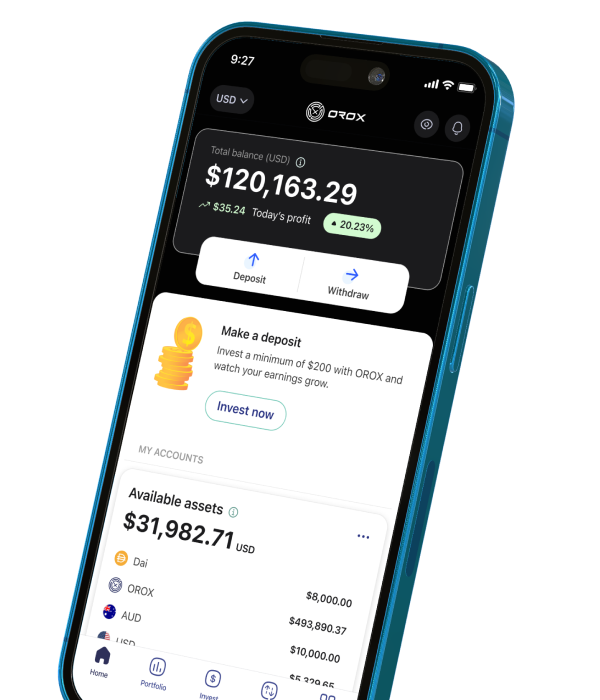 9:27
USD
OROX
Total balance (USD)
$120,163.29
$35.24 Today's profit
20.23%
Deposit
Withdraw
Make a deposit
Invest a minimum of $200 with OROX and
watch your earnings grow.
Invest now
MY ACCOUNTS
Available assets
$31,982.71 USD
Dai
$8,000.00
OROX
$493,890.37
AUD
$10,000.00
USD
$5,329.65
Home
Portfolio
Invest